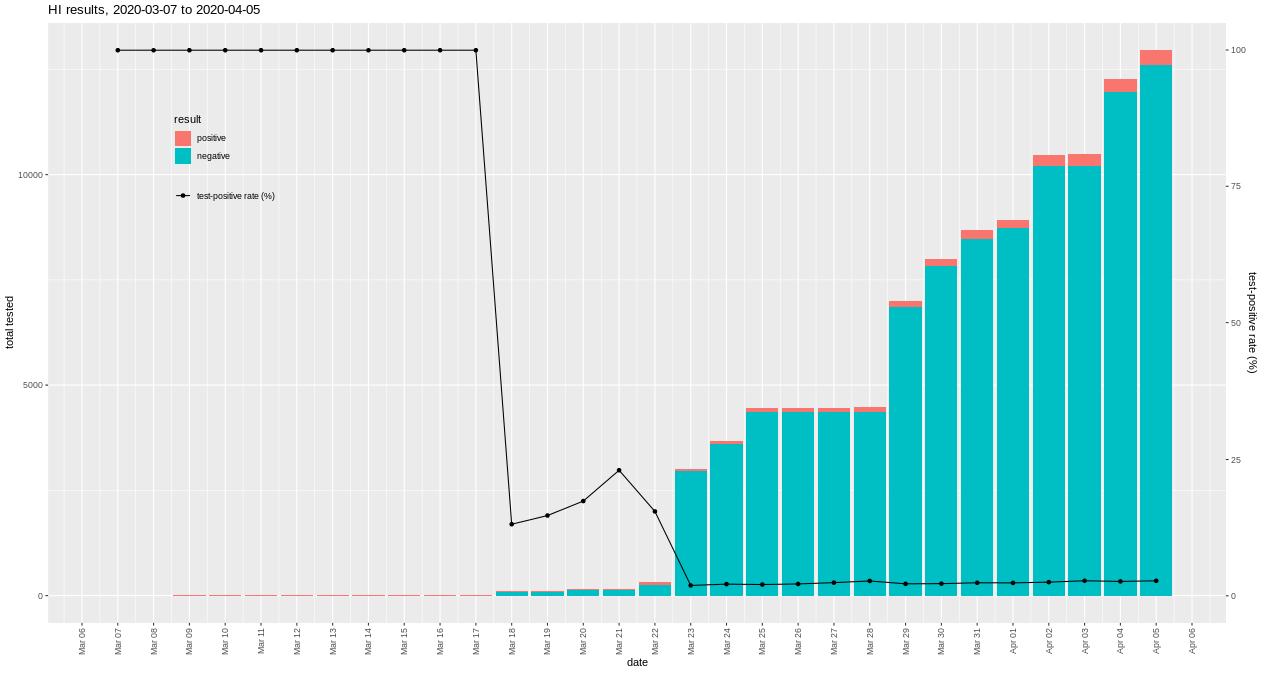 HI results, 2020-03-07 to 2020-04-05
result
positive
negative
test-positive rate (%)
total tested
10000
5000
0
100
75
50
25
0
test-positive rate (%)
Mar 06
Mar 07
Mar 08
Mar 09
Mar 10
Mar 11
Mar 12
Mar 13
Mar 14
Mar 15
Mar 16
Mar 17
Mar 18
Mar 19
Mar 20
Mar 21
Mar 22
Mar 23
Mar 24
Mar 25
Mar 26
Mar 27
Mar 28
Mar 29
Mar 30
Mar 31
Apr 01
Apr 02
Apr 03
Apr 04
Apr 05
Apr 06
date